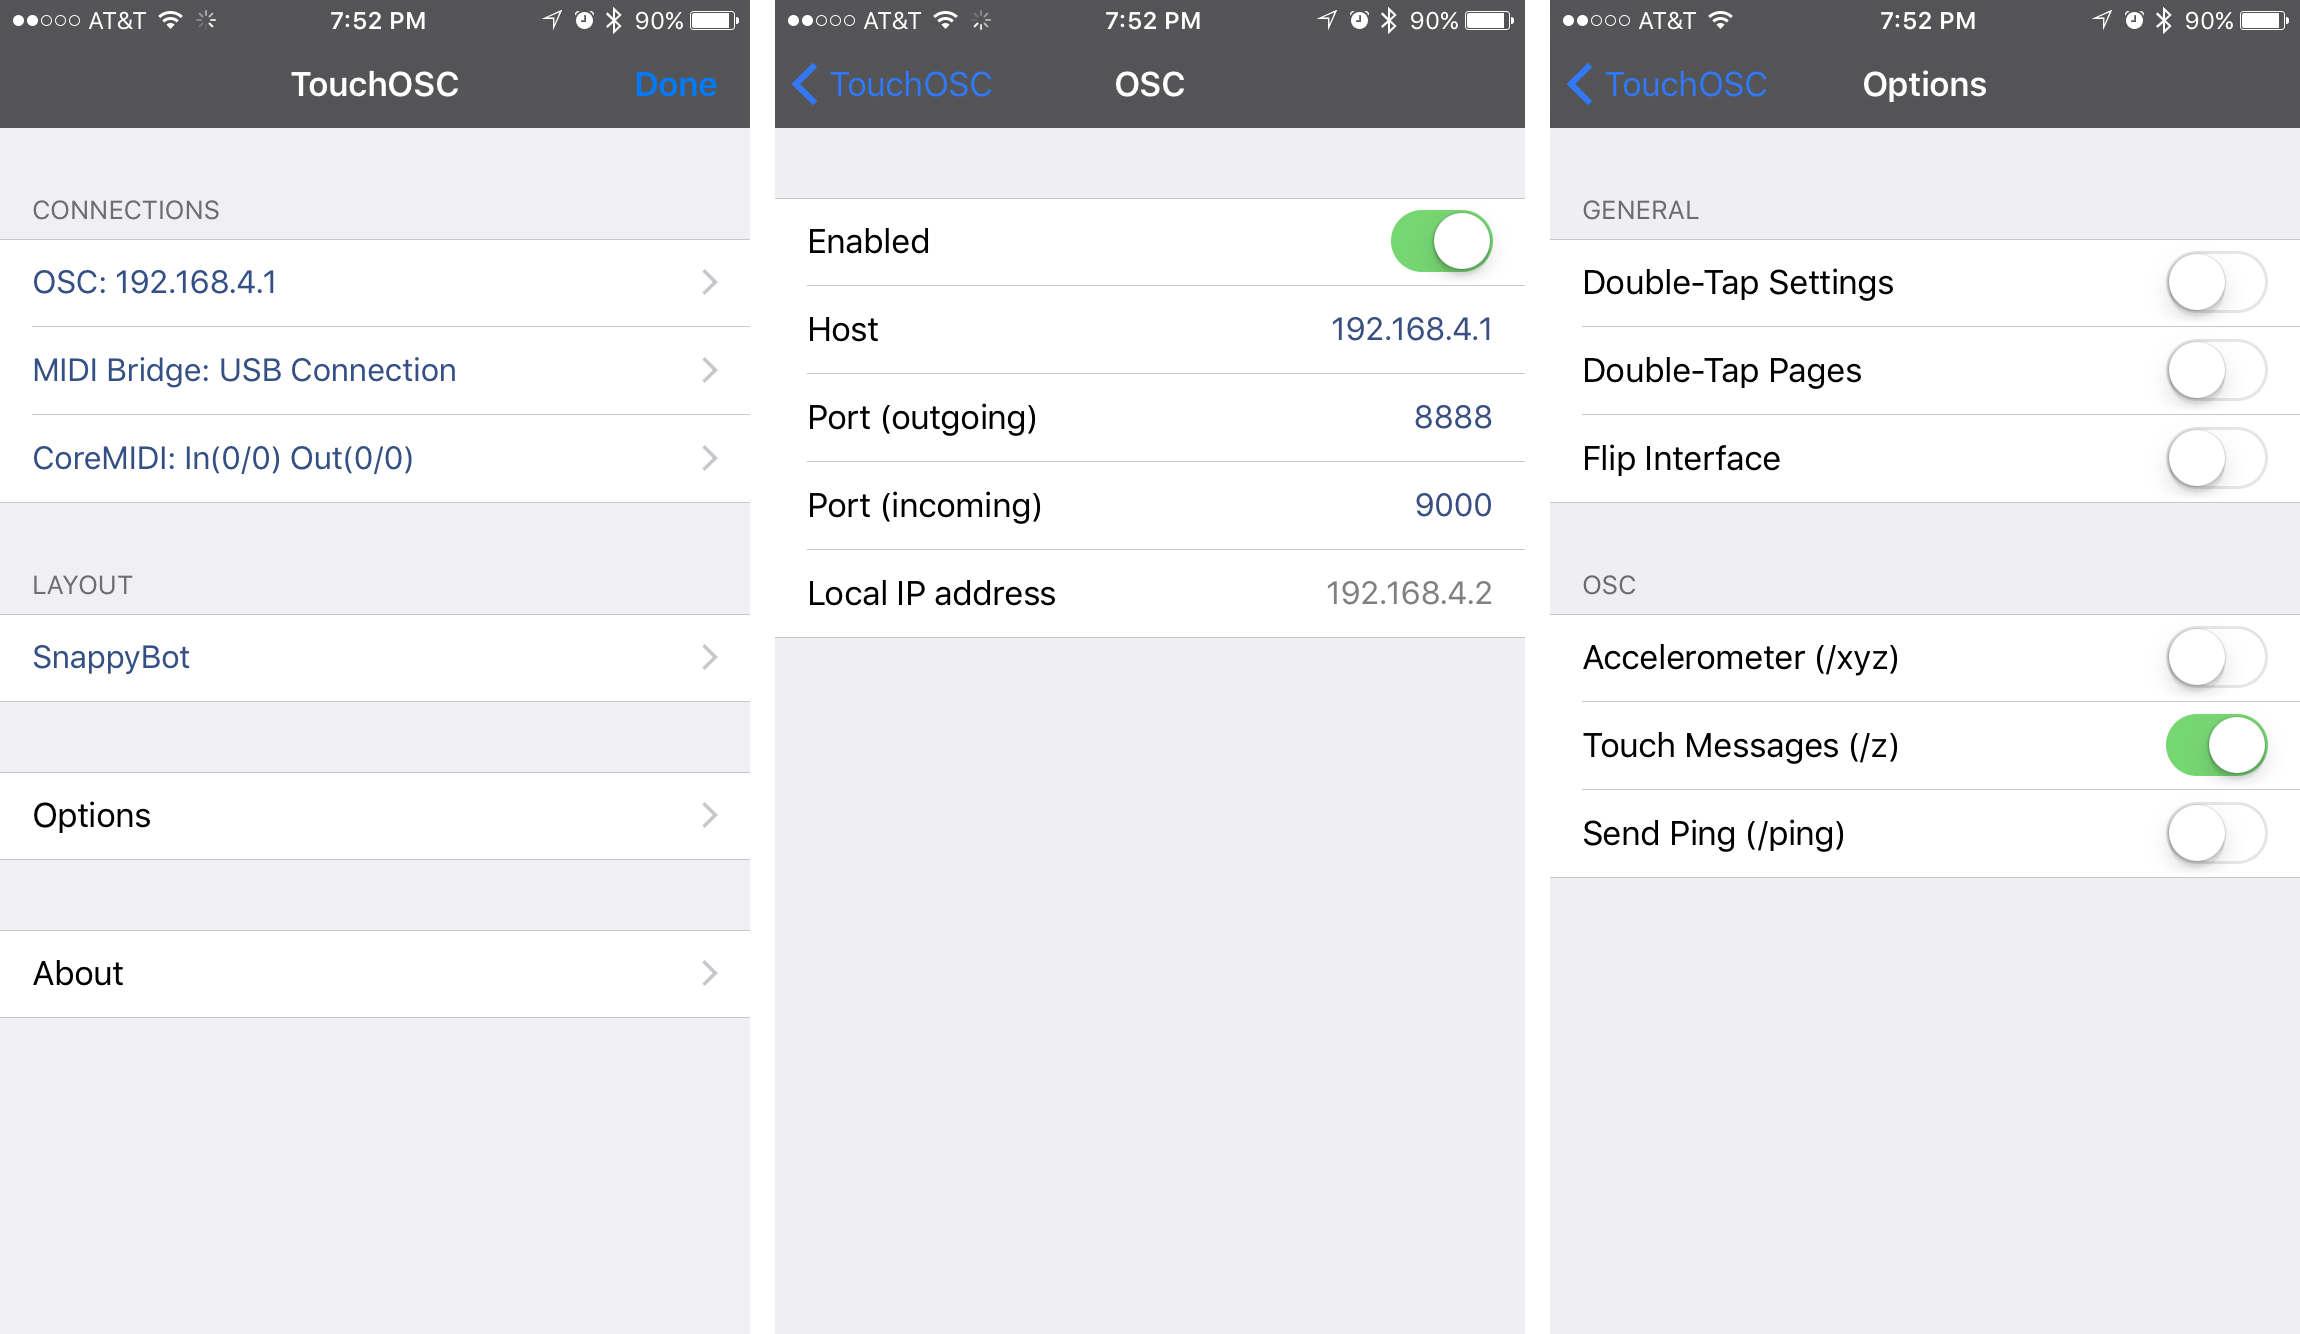 AT&T 7:52 PM 90%
TouchOSC Done
CONNECTIONS
OSC: 192.168.4.1
MIDI Bridge: USB Connection
CoreMIDI: In(0/0) Out(0/0)
LAYOUT
SnappyBot
Options
About
AT&T 7:52 PM 90%
TouchOSC OSC
Enabled
Host 192.168.4.1
Port (outgoing) 8888
Port (incoming) 9000
Local IP address 192.168.4.2
AT&T 7:52 PM 90%
TouchOSC Options
GENERAL
Double-Tap Settings
Double-Tap Pages
Flip Interface
OSC
Accelerometer (/xyz)
Touch Messages (/z)
Send Ping (/ping)